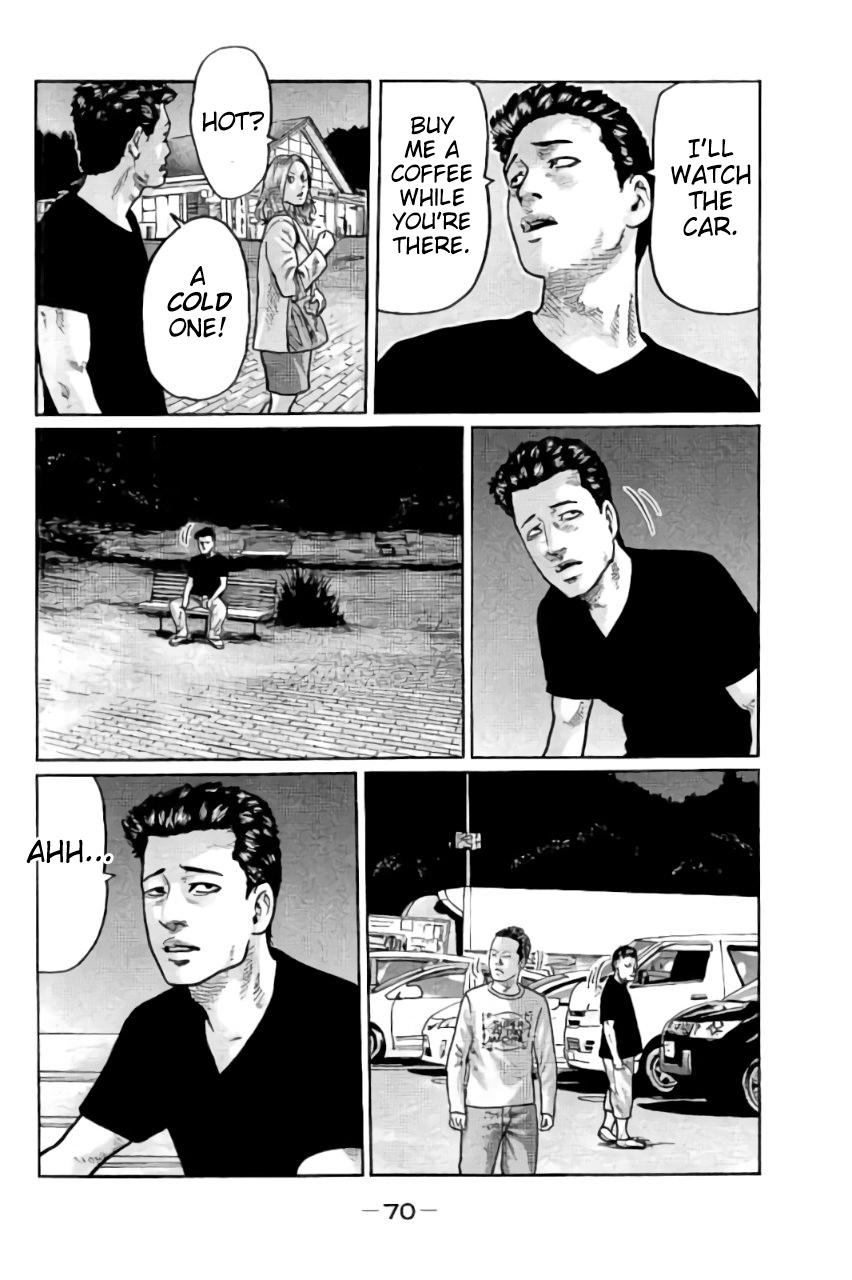 I'LL
WATCH
THE
CAR.
BUY
ME A
COFFEE
WHILE
YOU'RE
THERE.
HOT?
A
COLD
ONE!
AHH...
-70-